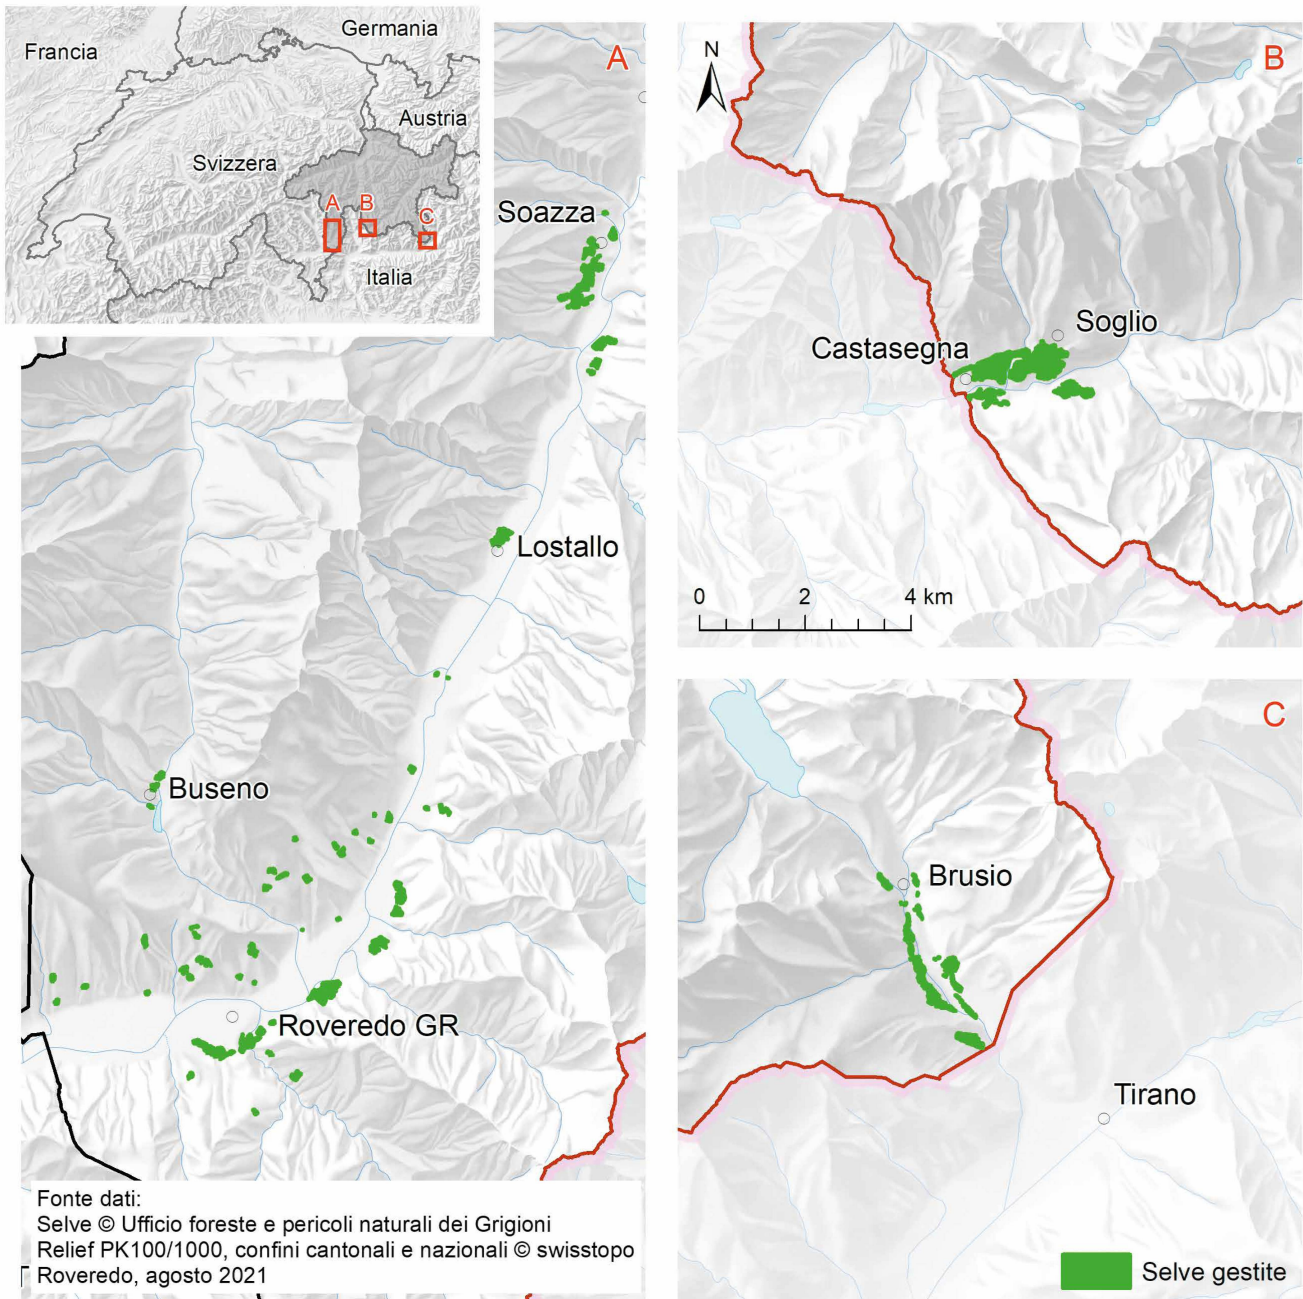 Francia
Germania
Austria
Svizzera
A
B
C
Italia
A
Soazza
Lostallo
Buseno
Roveredo GR
Fonte dati:
Selve © Ufficio foreste e pericoli naturali dei Grigioni
Relief PK100/1000, confini cantonali e nazionali © swisstopo
Roveredo, agosto 2021
N
B
Soglio
Castasegna
0 2 4 km
C
Brusio
Tirano
Selve gestite